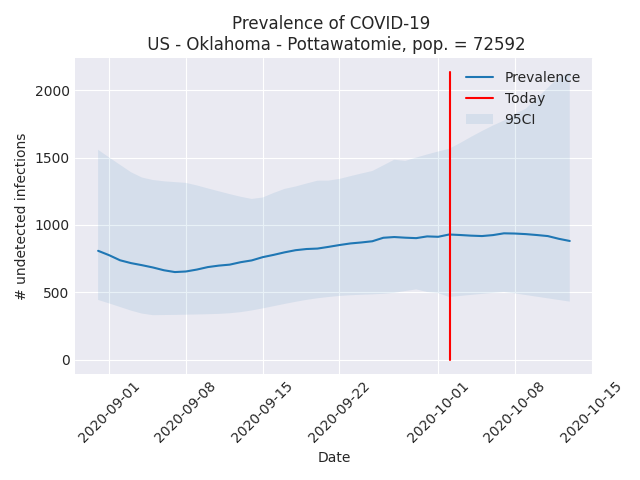 Prevalence of COVID-19
US - Oklahoma - Pottawatomie, pop. = 72592
Prevalence
Today
95CI
# undetected infections
2000
1500
1000
500
0
2020-09-01
2020-09-08
2020-09-15
2020-09-22
2020-10-01
2020-10-08
2020-10-15
Date